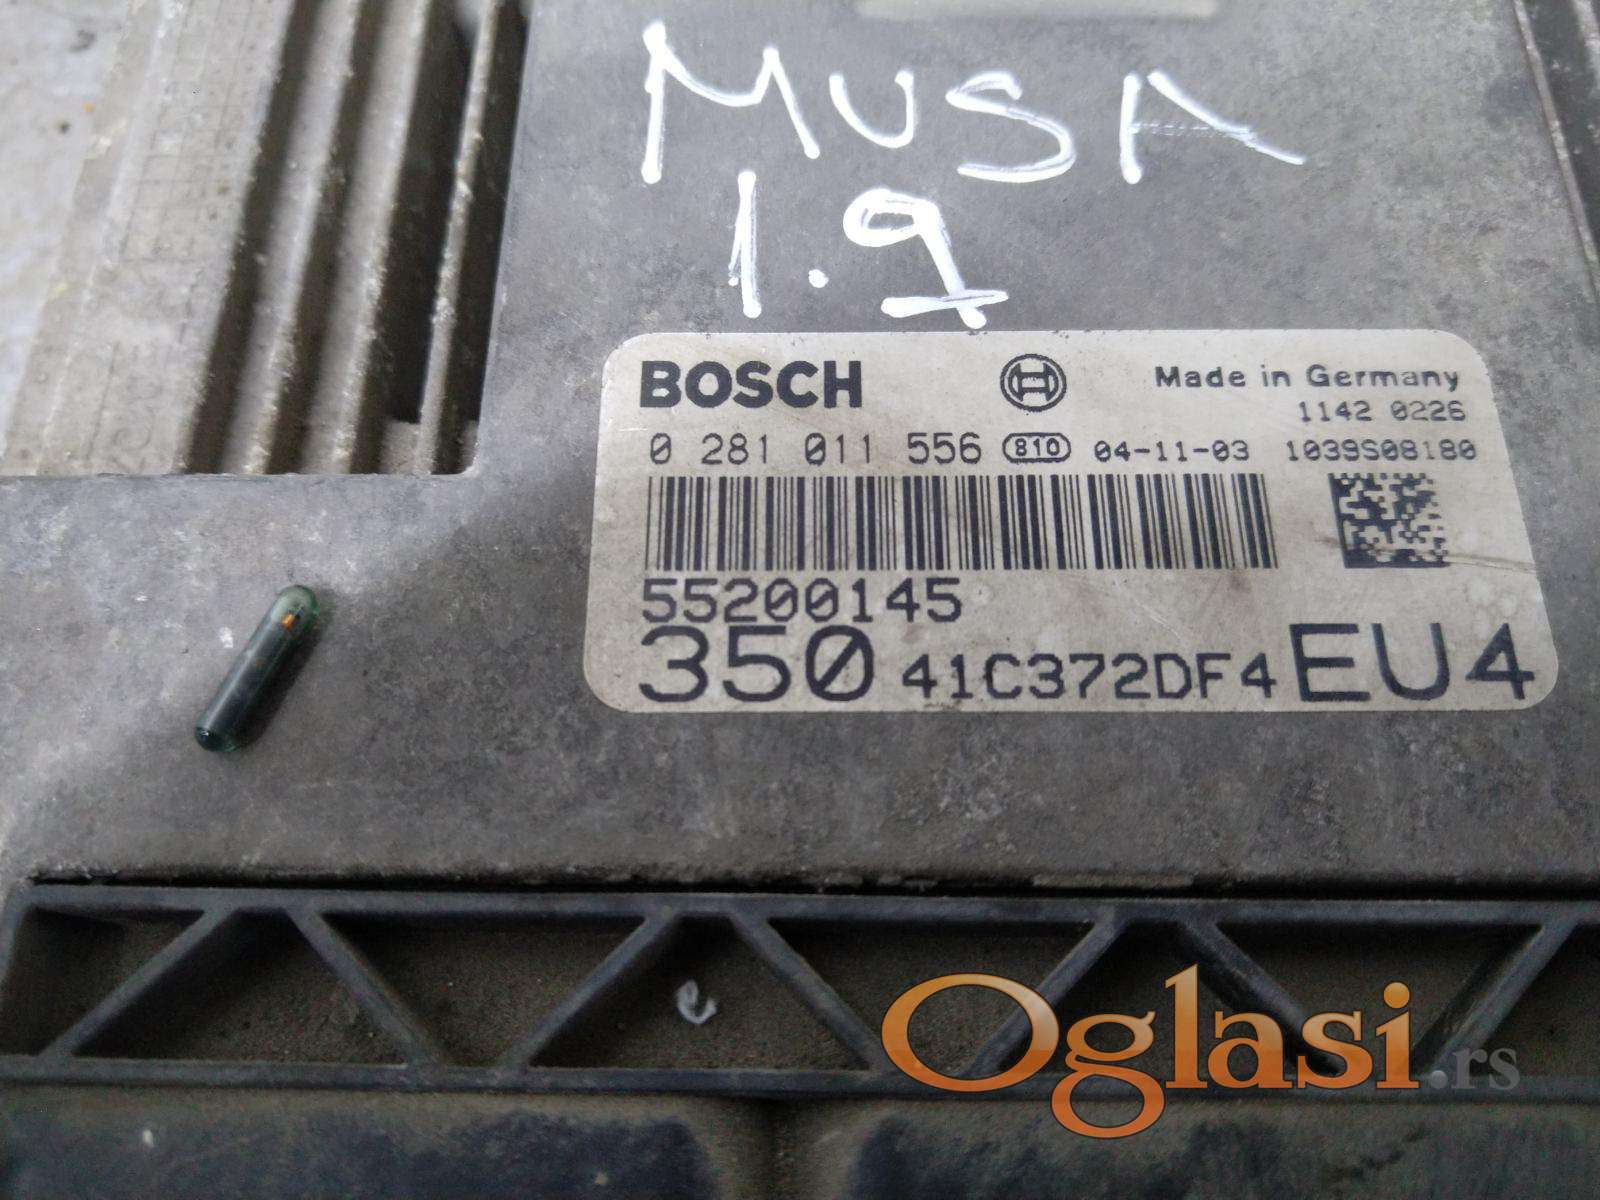 MUSA
1.9
BOSCH Made in Germany
1142 0226
0 281 011 556 810 04-11-03 1039S08180
55200145
350 41C372DF4 EU4
e
Oglasi.rs